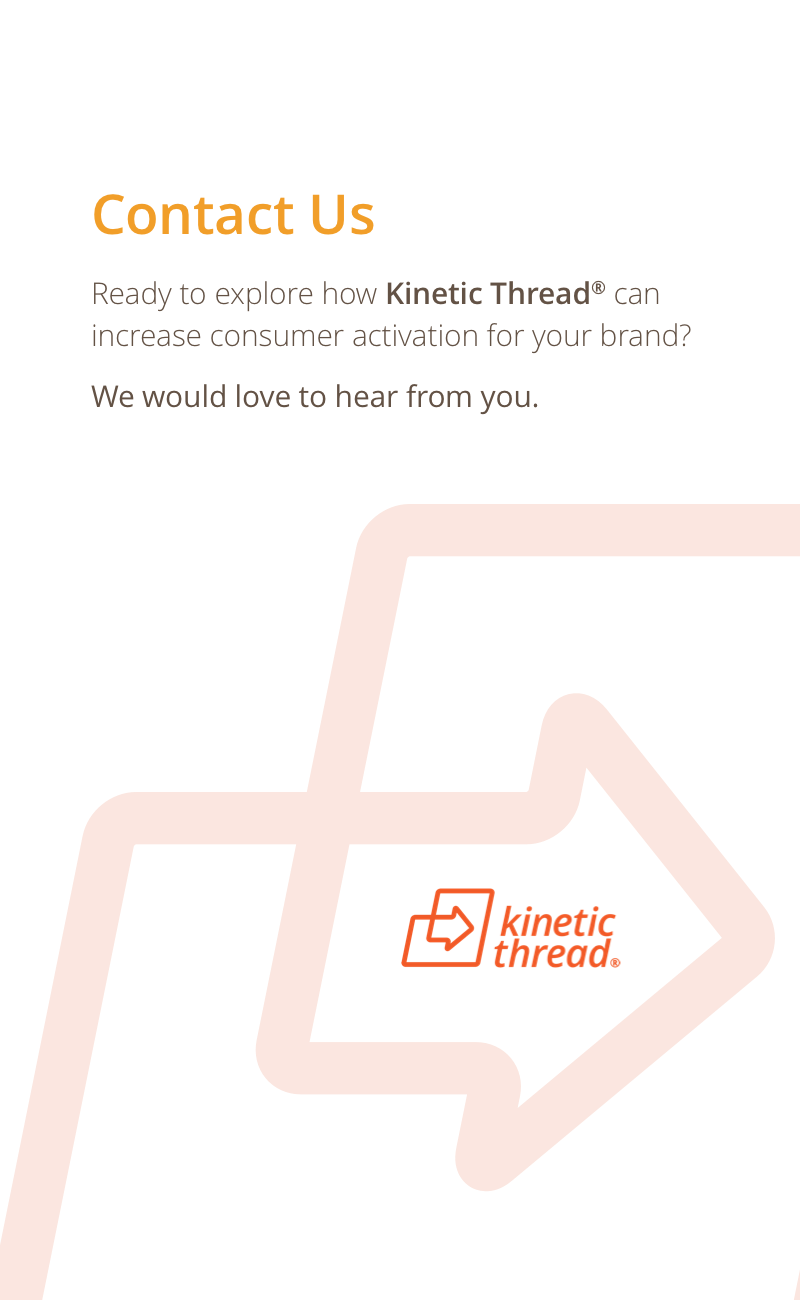 Contact Us
Ready to explore how Kinetic Thread® can
increase consumer activation for your brand?
We would love to hear from you.
kinetic
thread®